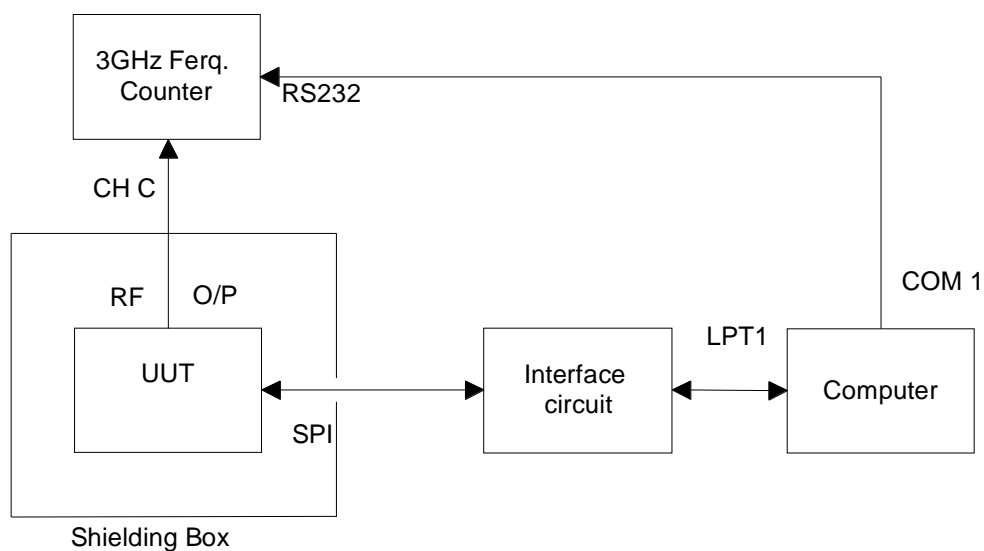 3GHz Ferq.
Counter
RS232
CH C
RF O/P
COM 1
UUT
LPT1
Interface
circuit
Computer
SPI
Shielding Box